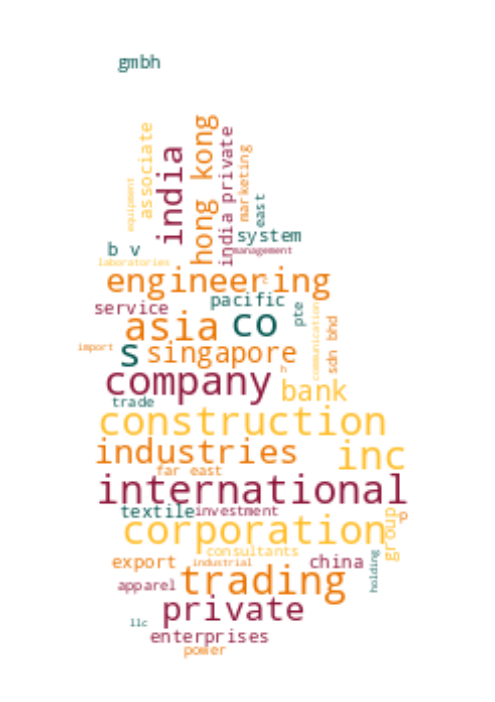 gmbh
associate
equipment
india
hong kong
india private
marketing
east
system
b v
management
laboratories
engineering
pacific
service
pte
communication
asia
co
sdn bhd
import
s
singapore
h
company
bank
trade
construction
industries
inc
far east
international
textile
investment
corporation
group
p
consultants
export
industrial
china
holding
apparel
trading
private
llc
enterprises
power